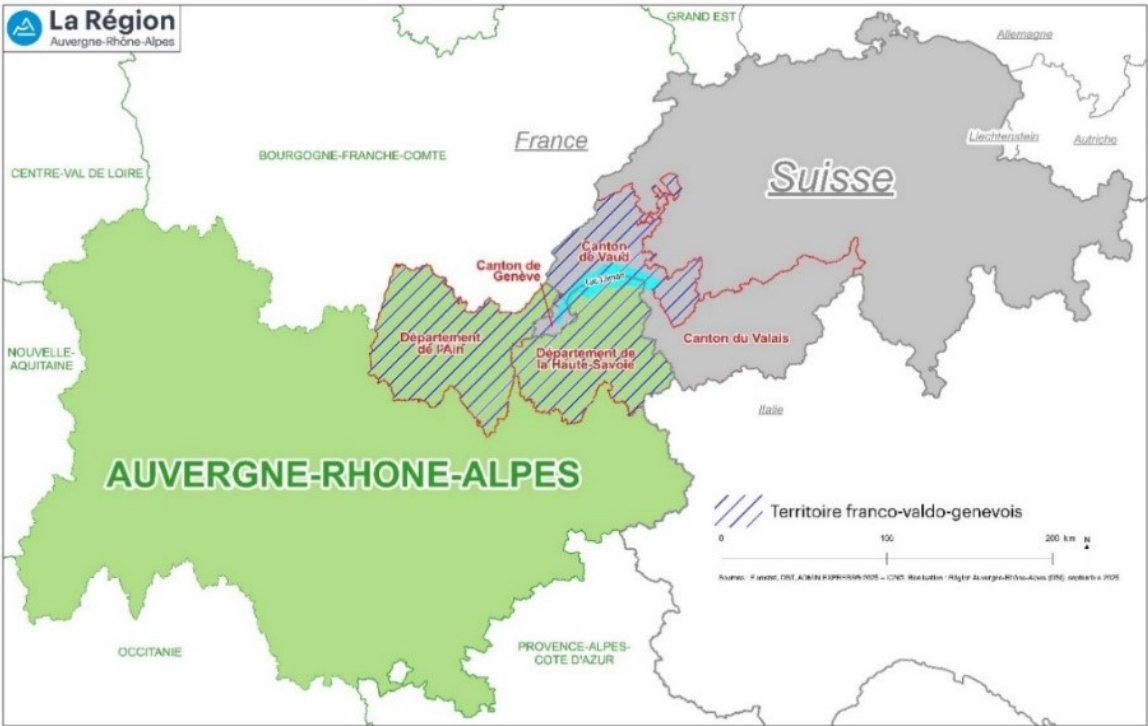 La Région
Auvergne-Rhône-Alpes
GRAND EST
Allemagne
France
BOURGOGNE-FRANCHE-COMTE
Liechtenstein
Autriche
CENTRE-VAL DE LOIRE
Suisse
Canton
de Vaud
Canton de
Genève
Lac Léman
NOUVELLE-
AQUITAINE
Département
de l'Ain
Département de
la Haute-Savoie
Canton du Valais
Italie
AUVERGNE-RHONE-ALPES
Territoire franco-valdo-genevois
0
100
200 km
N
OCCITANIE
PROVENCE-ALPES-
COTE D'AZUR